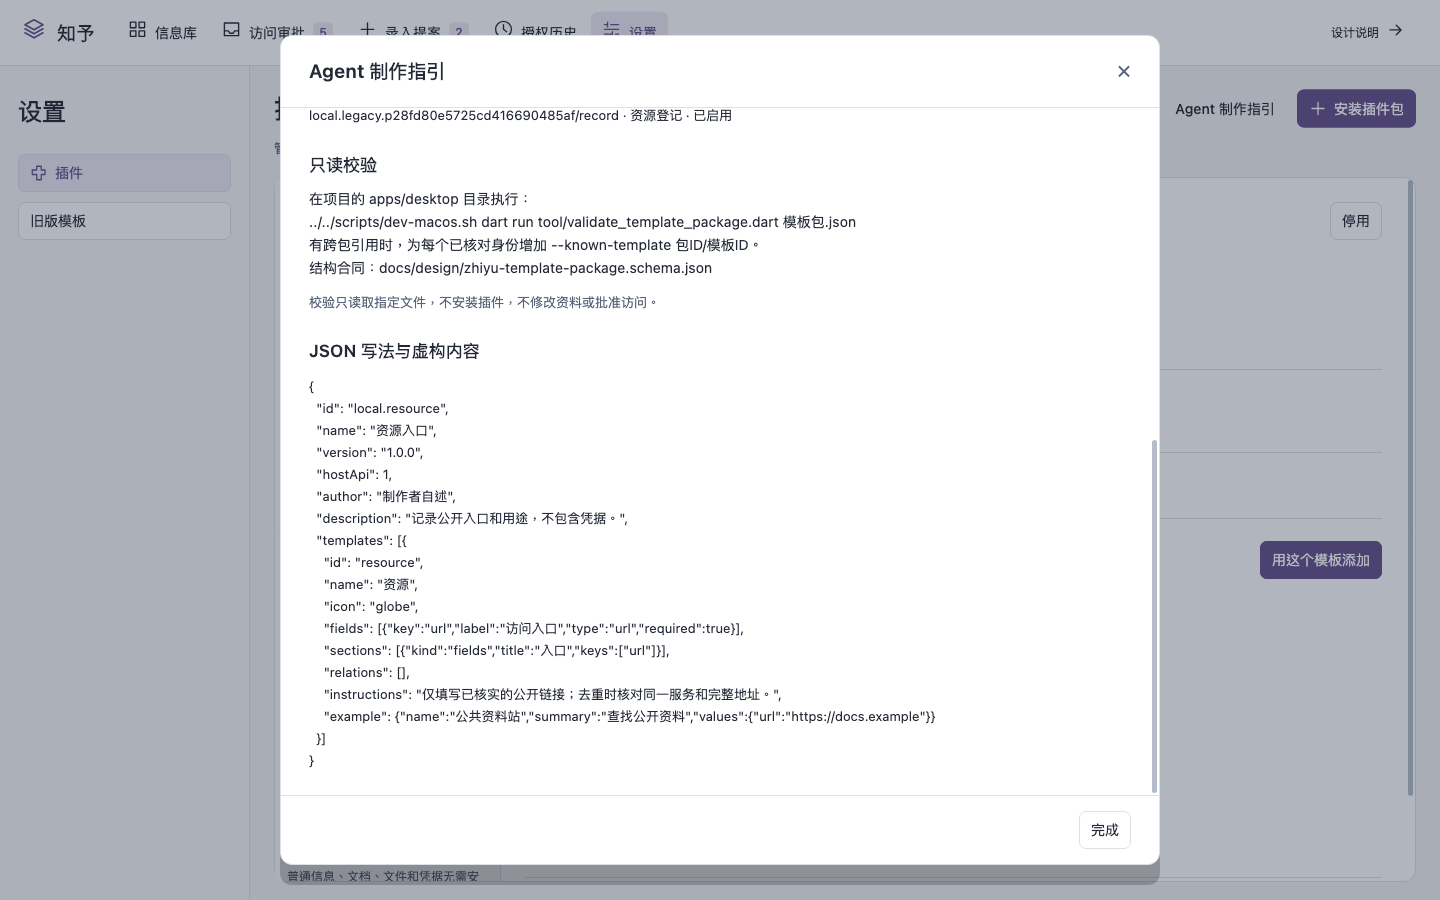 知予
信息库
访问审批 5
录入提案 2
授权历史
设置
设计说明
设置
插件
旧版模板
Agent 制作指引
安装插件包
停用
用这个模板添加
普通信息、文档、文件和凭据无需安
Agent 制作指引
local.legacy.p28fd80e5725cd416690485af/record · 资源登记 · 已启用
只读校验
在项目的 apps/desktop 目录执行：
../../scripts/dev-macos.sh dart run tool/validate_template_package.dart 模板包.json
有跨包引用时，为每个已核对身份增加 --known-template 包ID/模板ID。
结构合同：docs/design/zhiyu-template-package.schema.json
校验只读取指定文件，不安装插件，不修改资料或批准访问。
JSON 写法与虚构内容
{
  "id": "local.resource",
  "name": "资源入口",
  "version": "1.0.0",
  "hostApi": 1,
  "author": "制作者自述",
  "description": "记录公开入口和用途，不包含凭据。",
  "templates": [{
    "id": "resource",
    "name": "资源",
    "icon": "globe",
    "fields": [{"key":"url","label":"访问入口","type":"url","required":true}],
    "sections": [{"kind":"fields","title":"入口","keys":["url"]}],
    "relations": [],
    "instructions": "仅填写已核实的公开链接；去重时核对同一服务和完整地址。",
    "example": {"name":"公共资料站","summary":"查找公开资料","values":{"url":"https://docs.example"}}
  }]
}
完成